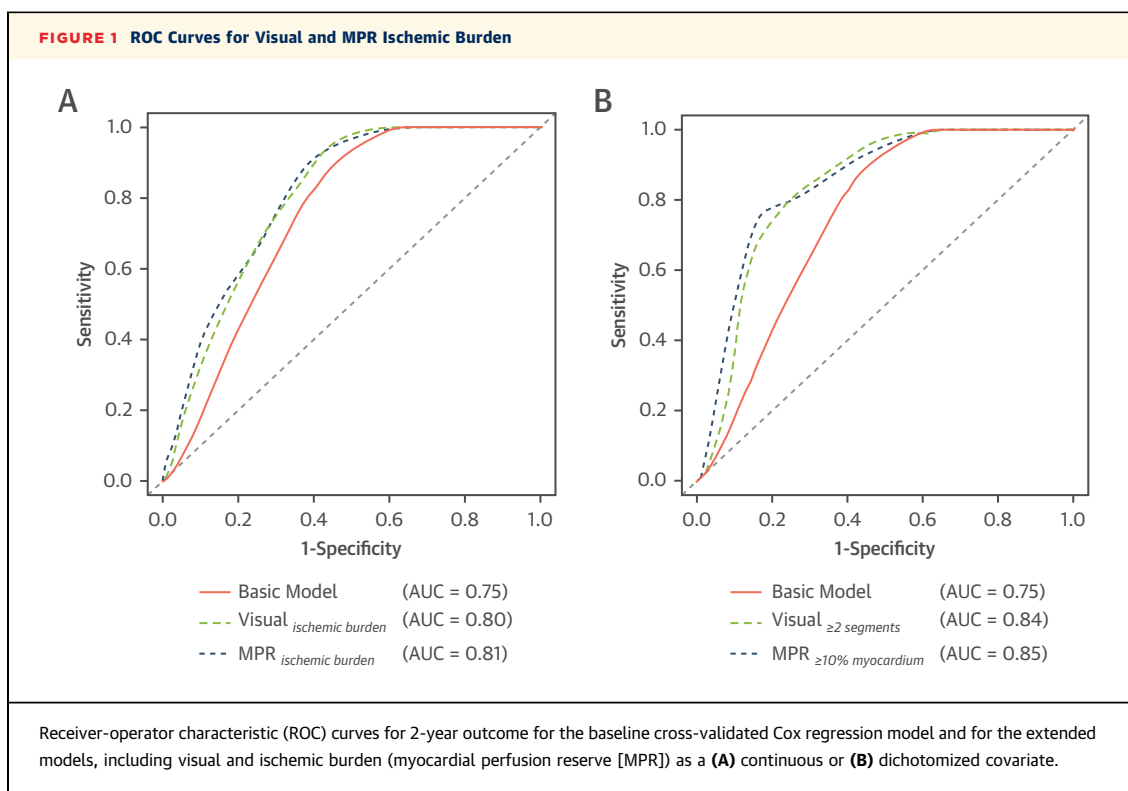 FIGURE 1 ROC Curves for Visual and MPR Ischemic Burden
A
Sensitivity
1.0
0.8
0.6
0.4
0.2
0.0
0.0 0.2 0.4 0.6 0.8 1.0
1-Specificity
Basic Model (AUC = 0.75)
Visual ischemic burden (AUC = 0.80)
MPR ischemic burden (AUC = 0.81)
B
Sensitivity
1.0
0.8
0.6
0.4
0.2
0.0
0.0 0.2 0.4 0.6 0.8 1.0
1-Specificity
Basic Model (AUC = 0.75)
Visual ≥2 segments (AUC = 0.84)
MPR ≥10% myocardium (AUC = 0.85)
Receiver-operator characteristic (ROC) curves for 2-year outcome for the baseline cross-validated Cox regression model and for the extended
models, including visual and ischemic burden (myocardial perfusion reserve [MPR]) as a (A) continuous or (B) dichotomized covariate.